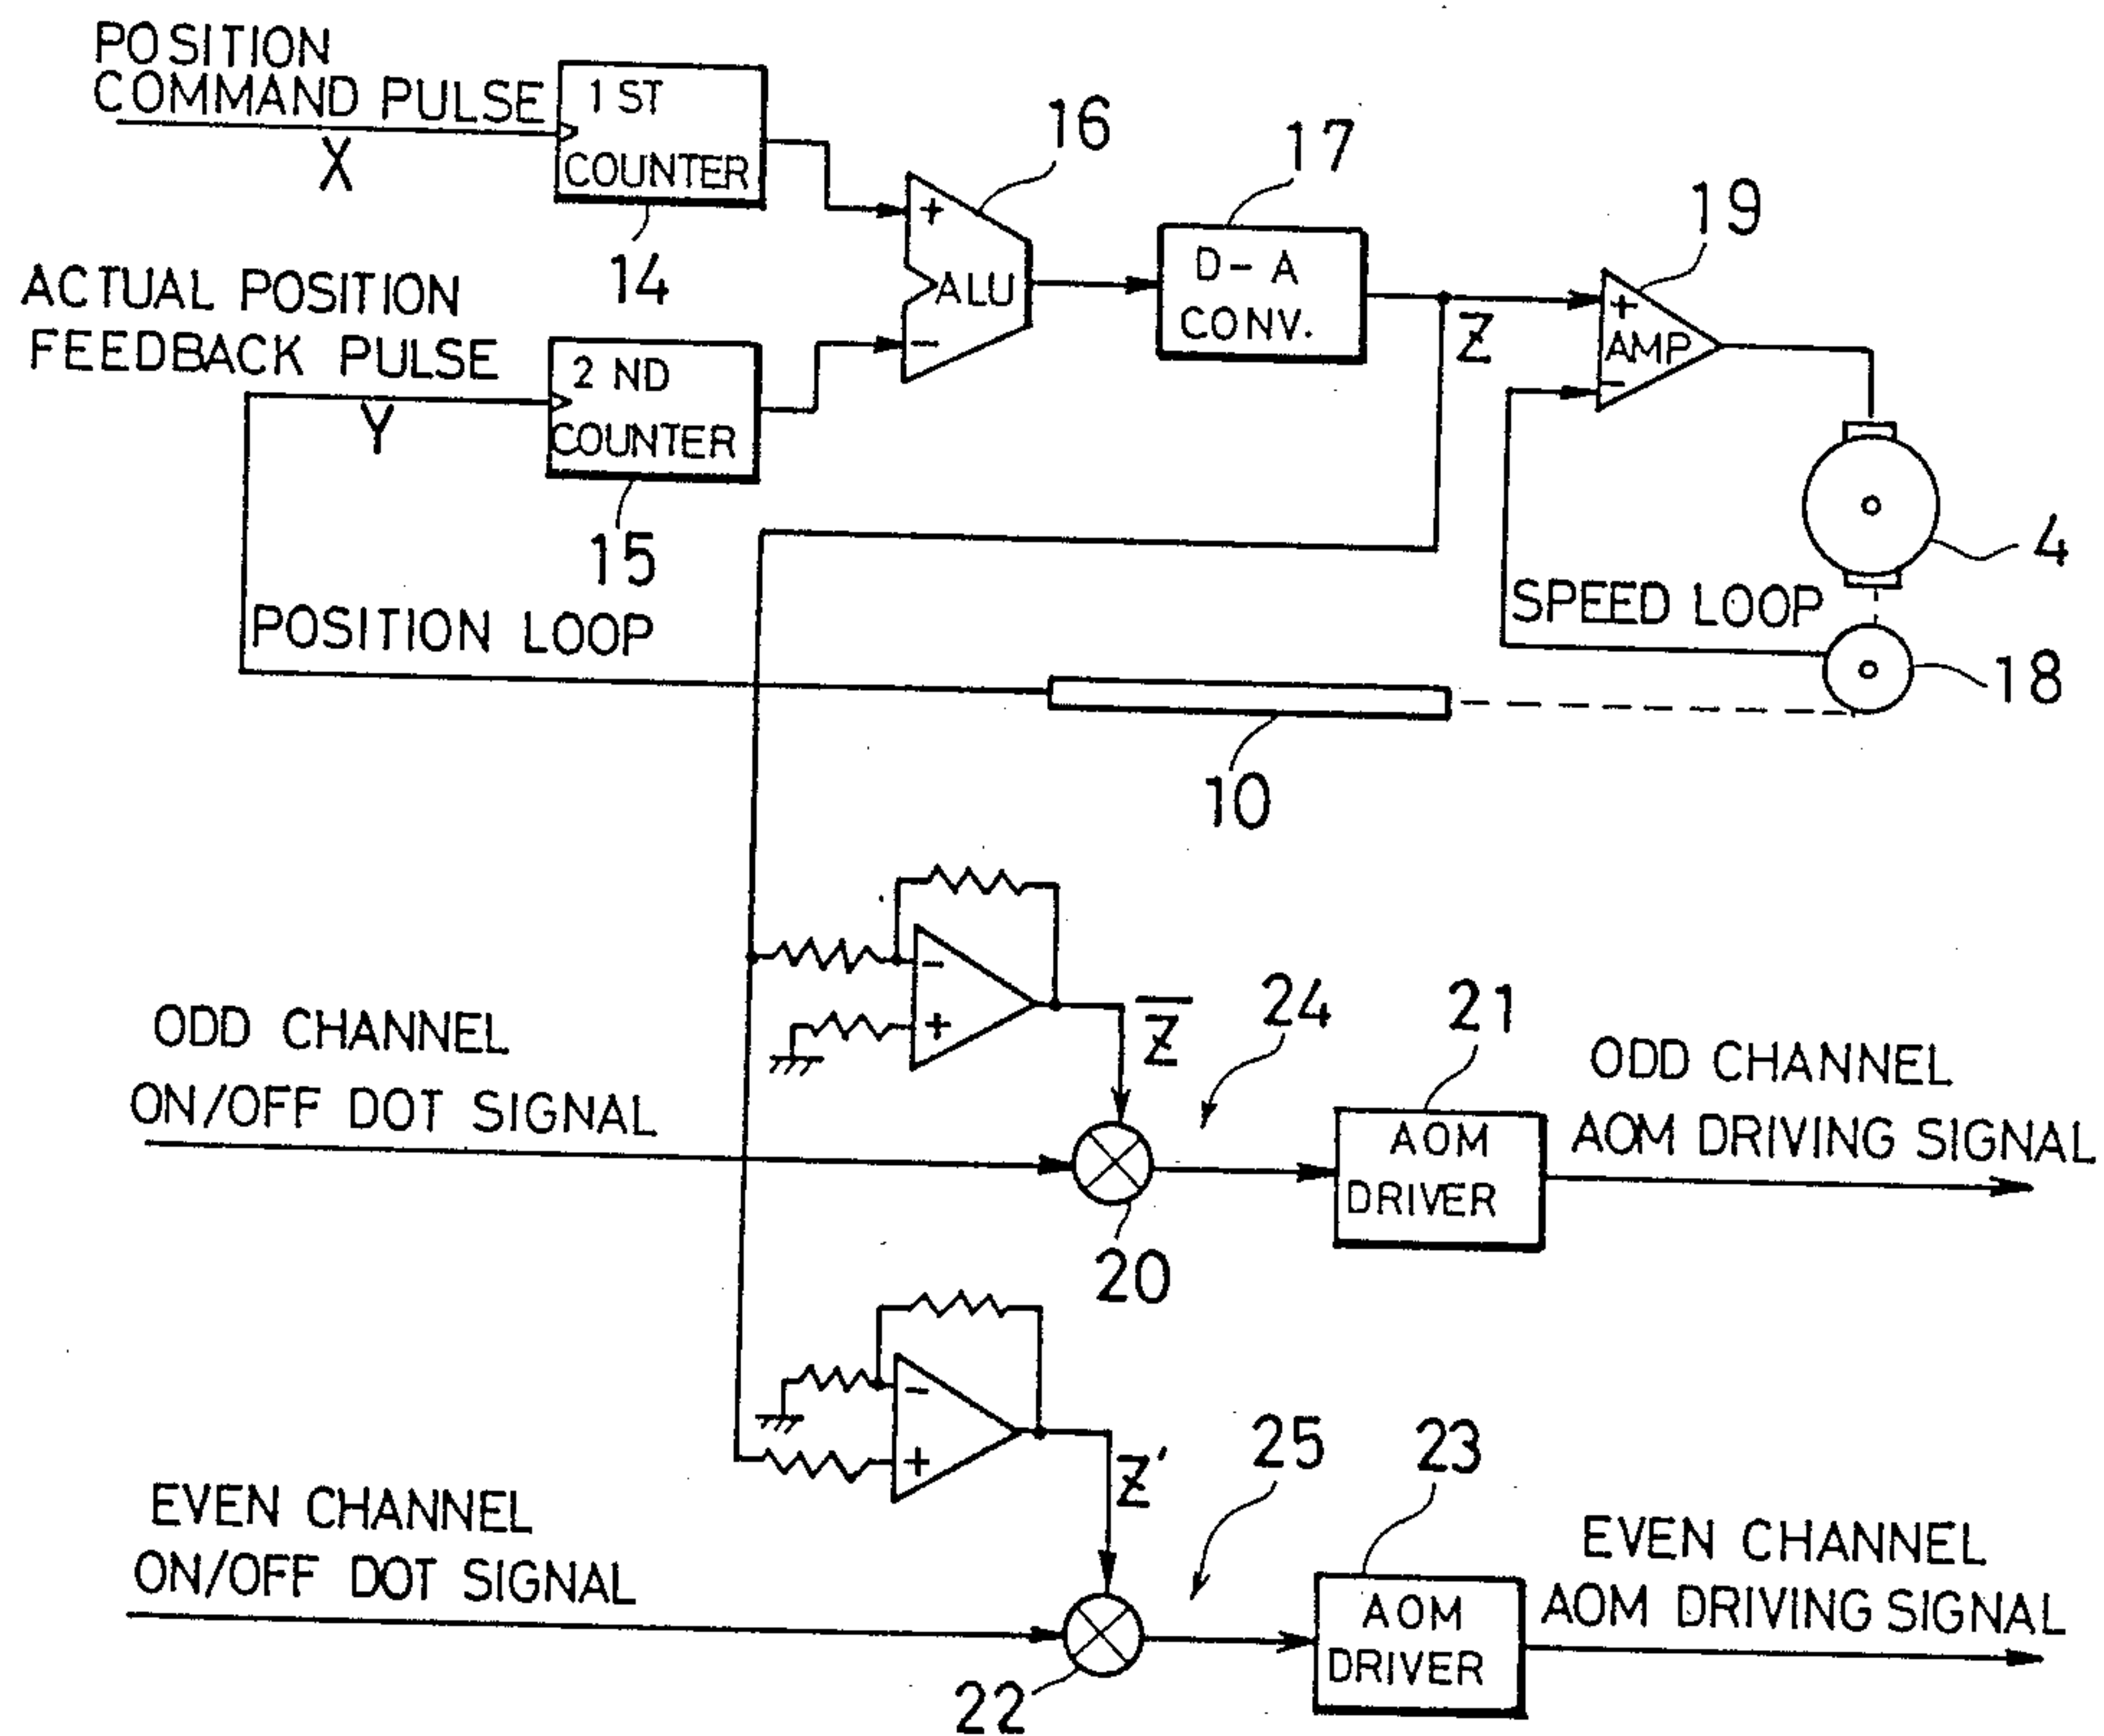 POSITION
COMMAND PULSE
X
1 ST
COUNTER
14
16
17
19
+
-
ALU
D-A
CONV.
Z
+
AMP
-
ACTUAL POSITION
FEEDBACK PULSE
Y
2 ND
COUNTER
15
4
SPEED LOOP
18
POSITION LOOP
10
-
+
Z̅
24
21
ODD CHANNEL
ON/OFF DOT SIGNAL
AOM
DRIVER
ODD CHANNEL
AOM DRIVING SIGNAL
20
-
+
Z'
25
23
EVEN CHANNEL
ON/OFF DOT SIGNAL
AOM
DRIVER
EVEN CHANNEL
AOM DRIVING SIGNAL
22